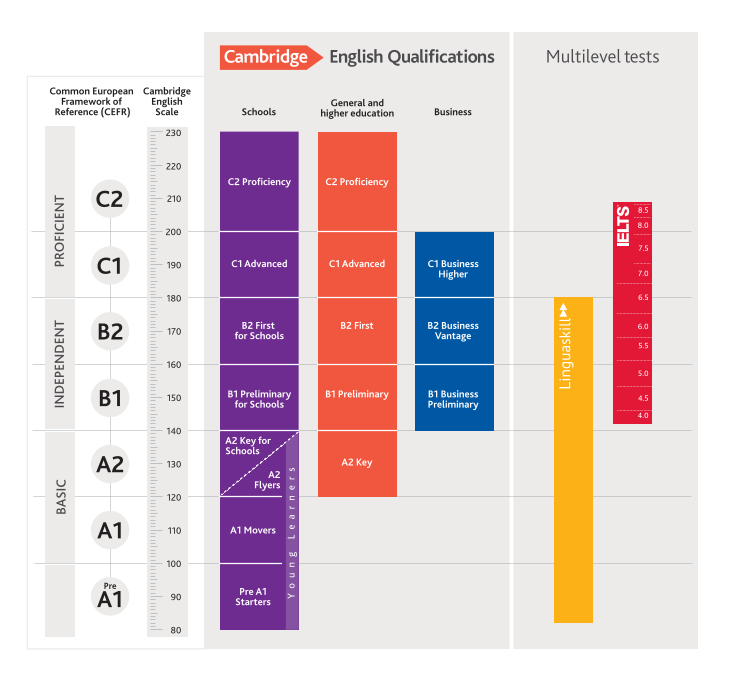 Cambridge English Qualifications
Multilevel tests
Common European
Framework of
Reference (CEFR)
Cambridge
English
Scale
Schools
General and
higher education
Business
230
220
210
200
190
180
170
160
150
140
130
120
110
100
90
80
PROFICIENT
INDEPENDENT
BASIC
C2
C1
B2
B1
A2
A1
Pre
A1
C2 Proficiency
C1 Advanced
B2 First
for Schools
B1 Preliminary
for Schools
A2 Key for
Schools
A2
Flyers
A1 Movers
Pre A1
Starters
Young Learners
C2 Proficiency
C1 Advanced
B2 First
B1 Preliminary
A2 Key
C1 Business
Higher
B2 Business
Vantage
B1 Business
Preliminary
Linguaskill
IELTS
8.5
8.0
7.5
7.0
6.5
6.0
5.5
5.0
4.5
4.0